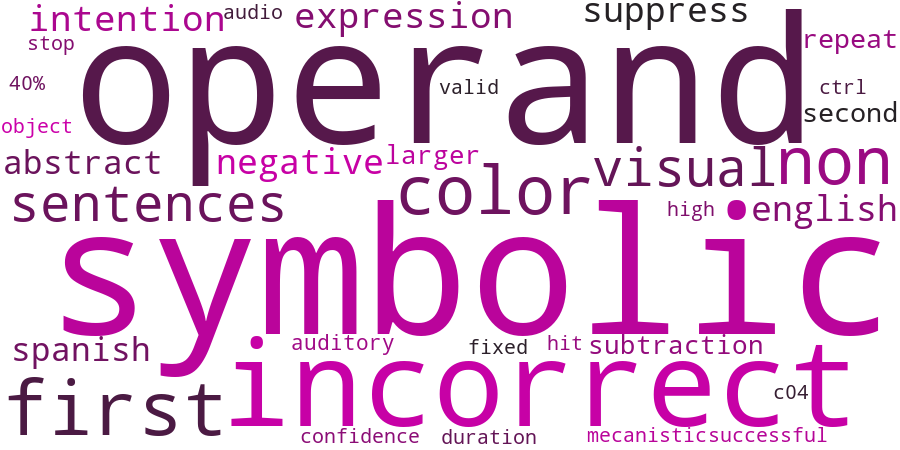 intention audio expression suppress
stop operand repeat
40% valid ctrl
object second
abstract negative larger visual non
sentences color high english
symbolic
spanish auditory fixed hit subtraction
first incorrect c04
confidence duration mecanistic successful